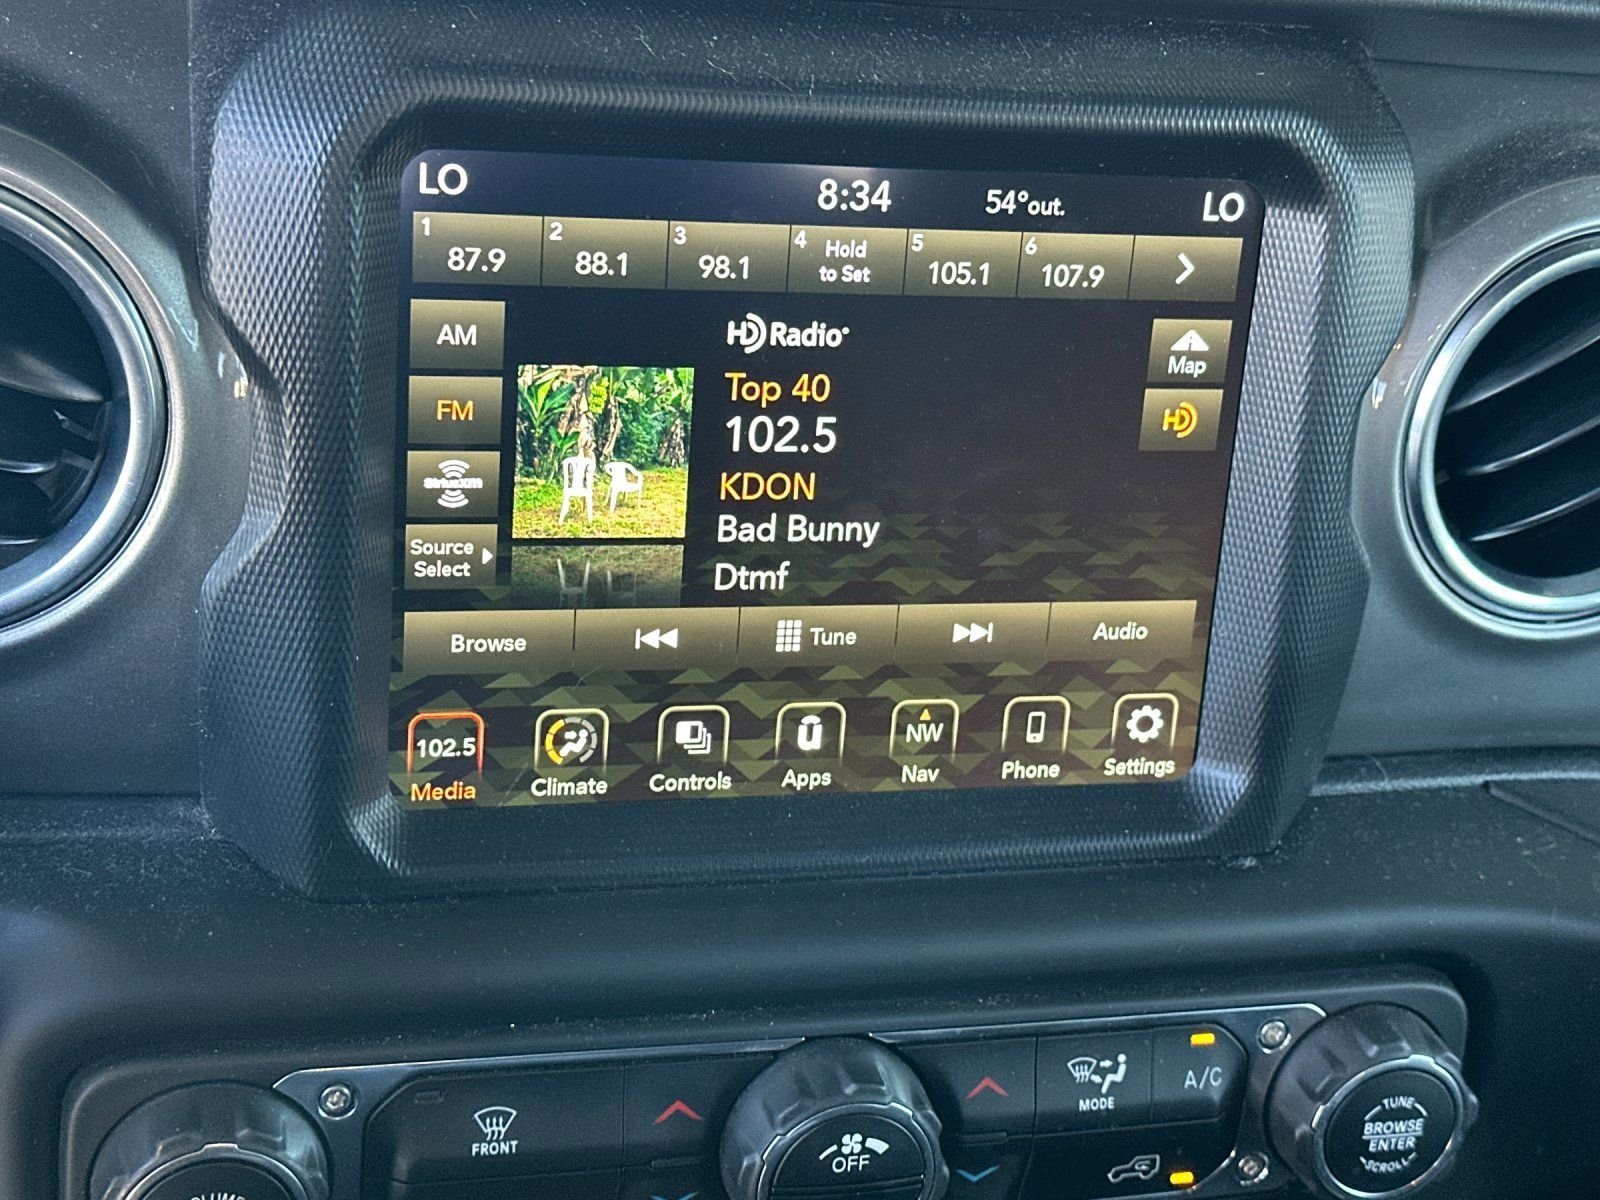 LO 8:34 54°out. LO
1 87.9 2 88.1 3 98.1 4 Hold to Set 5 105.1 6 107.9
AM
FM
SiriusXM
Source
Select
HD Radio
Top 40
102.5
KDON
Bad Bunny
Dtmf
Map
HD
Browse Tune Audio
102.5 NW
Media Climate Controls Apps Nav Phone Settings
FRONT
OFF
MODE
A/C
TUNE
BROWSE
ENTER
SCROLL